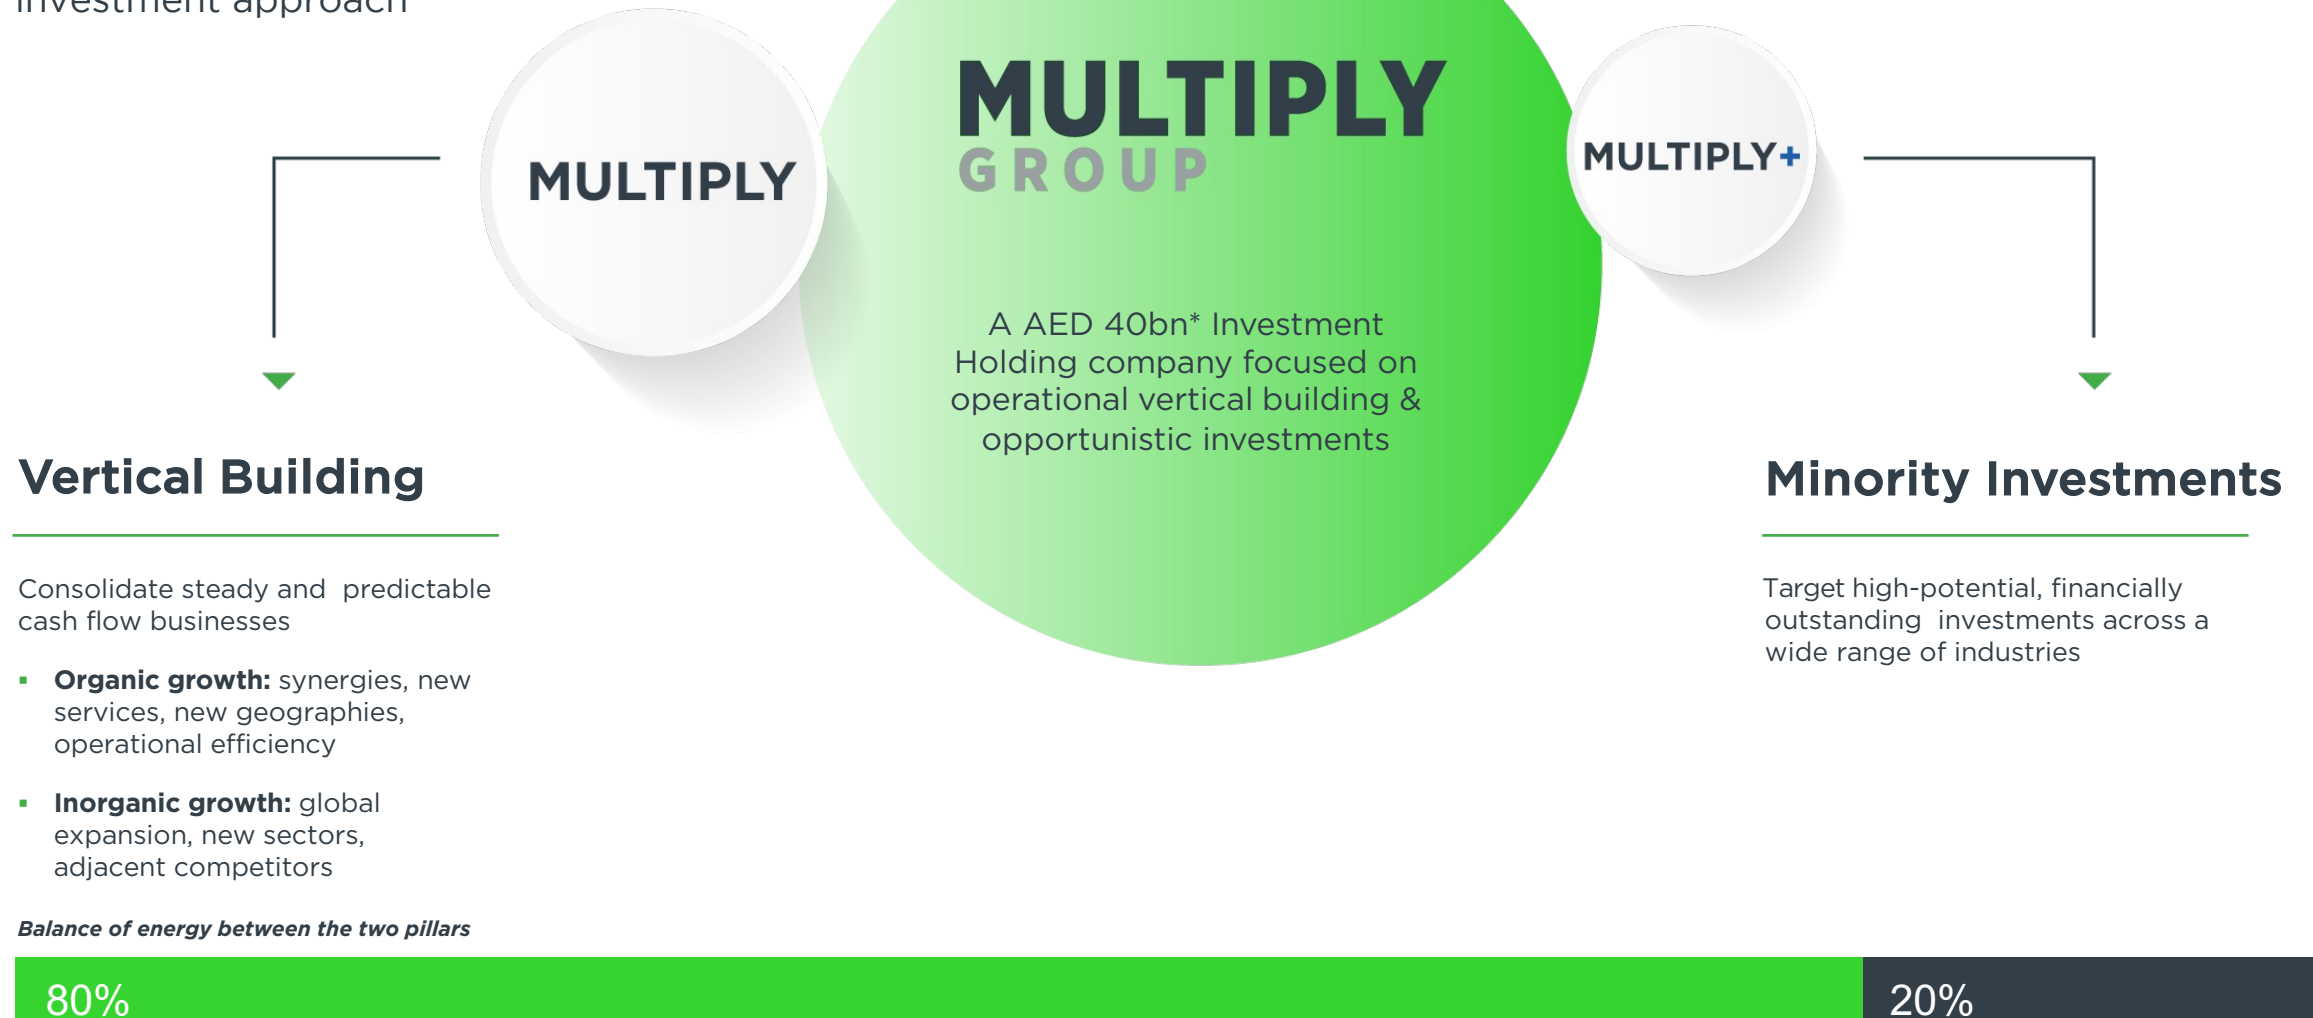 investment approach
MULTIPLY
MULTIPLY
GROUP
MULTIPLY+
A AED 40bn* Investment
Holding company focused on
operational vertical building &
opportunistic investments
Vertical Building
Consolidate steady and predictable
cash flow businesses
▪ Organic growth: synergies, new
services, new geographies,
operational efficiency
▪ Inorganic growth: global
expansion, new sectors,
adjacent competitors
Minority Investments
Target high-potential, financially
outstanding investments across a
wide range of industries
Balance of energy between the two pillars
80%
20%